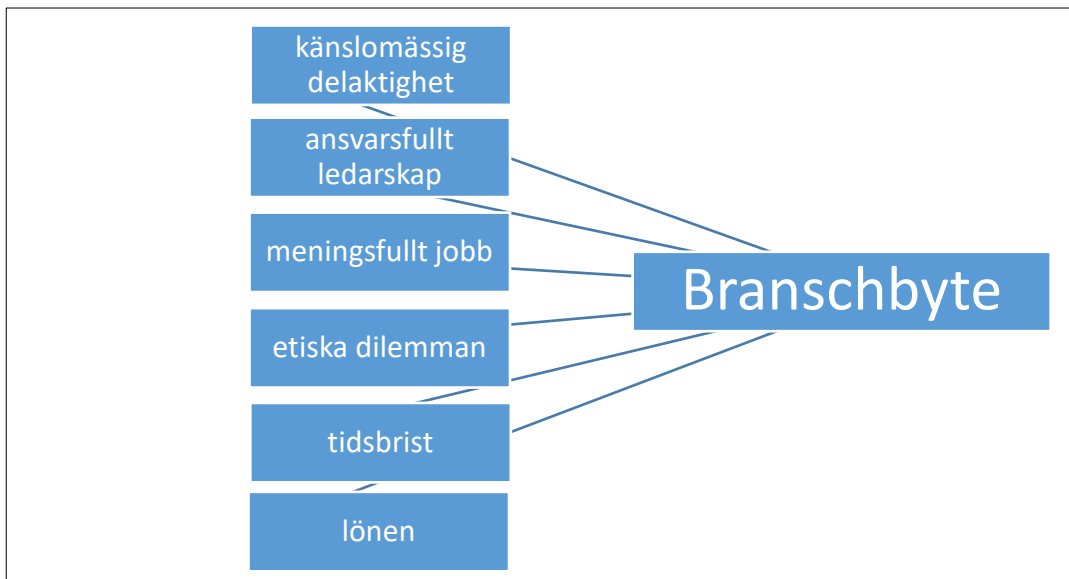 känslomässig
delaktighet
ansvarsfullt
ledarskap
meningsfullt jobb
Branschbyte
etiska dilemman
tidsbrist
lönen